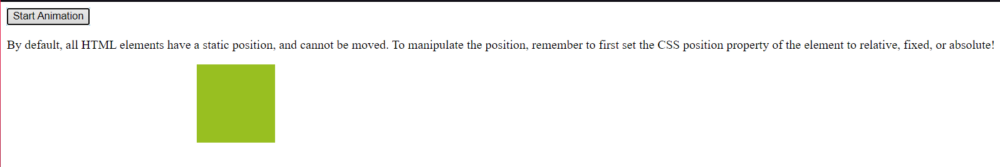 Start Animation
By default, all HTML elements have a static position, and cannot be moved. To manipulate the position, remember to first set the CSS position property of the element to relative, fixed, or absolute!